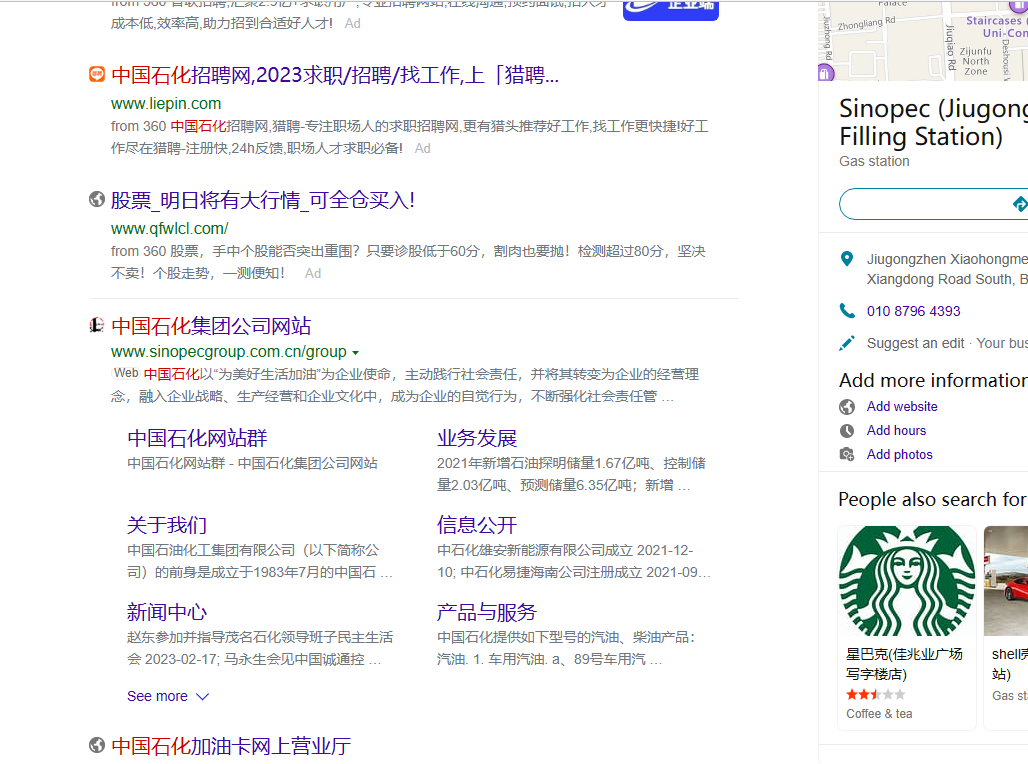 成本低,效率高,助力招到合适好人才! Ad
企业端
中国石化招聘网,2023求职/招聘/找工作,上「猎聘...
www.liepin.com
from 360 中国石化招聘网,猎聘-专注职场人的求职招聘网,更有猎头推荐好工作,找工作更快捷!好工
作尽在猎聘-注册快,24h反馈,职场人才求职必备! Ad
股票_明日将有大行情_可全仓买入!
www.qfwlcl.com/
from 360 股票，手中个股能否突出重围？只要诊股低于60分，割肉也要抛！检测超过80分，坚决
不卖！个股走势，一测便知！ Ad
中国石化集团公司网站
www.sinopecgroup.com.cn/group
Web 中国石化以“为美好生活加油”为企业使命，主动践行社会责任，并将其转变为企业的经营理
念，融入企业战略、生产经营和企业文化中，成为企业的自觉行为，不断强化社会责任管 ...
中国石化网站群
中国石化网站群 - 中国石化集团公司网站
业务发展
2021年新增石油探明储量1.67亿吨、控制储
量2.03亿吨、预测储量6.35亿吨；新增 ...
关于我们
中国石油化工集团有限公司（以下简称公
司）的前身是成立于1983年7月的中国石 ...
信息公开
中石化雄安新能源有限公司成立 2021-12-
10; 中石化易捷海南公司注册成立 2021-09...
新闻中心
赵东参加并指导茂名石化领导班子民主生活
会 2023-02-17; 马永生会见中国诚通控 ...
产品与服务
中国石化提供如下型号的汽油、柴油产品：
汽油. 1. 车用汽油. a、89号车用汽 ...
See more
中国石化加油卡网上营业厅
Palace
Zhongliang Rd
Jiuzhong Rd
Staircases (
Uni-Con
Jiuqiao Rd
Zijunfu
North
Zone
Sinopec (Jiugong
Filling Station)
Gas station
Jiugongzhen Xiaohongme
Xiangdong Road South, B
010 8796 4393
Suggest an edit · Your bus
Add more information
Add website
Add hours
Add photos
People also search for
星巴克(佳兆业广场
写字楼店)
Coffee & tea
shell壳
站)
Gas sta